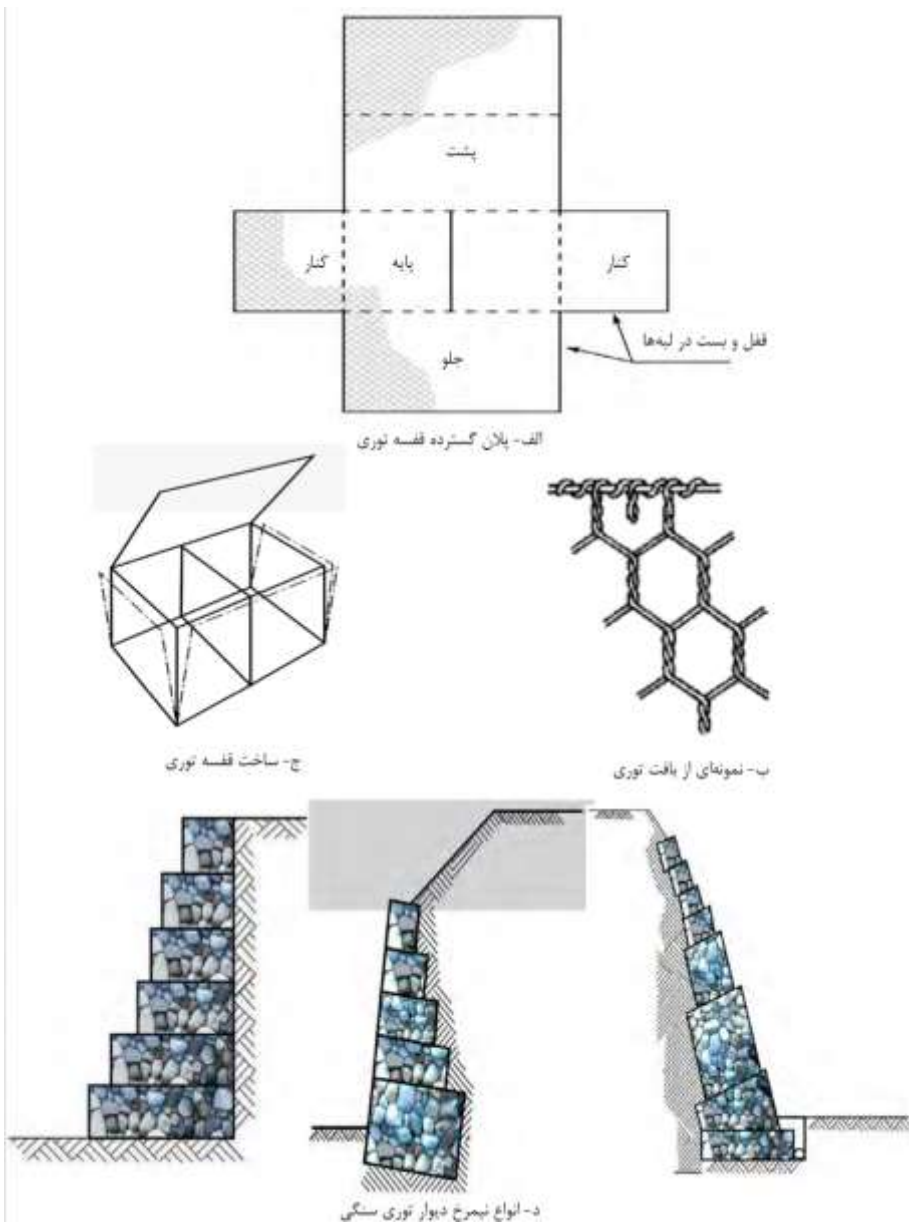 پشت
کنار
پایه
کنار
جلو
قفل و بست در لبه‌ها
الف- پلان گسترده قفسه توری
ج- ساخت قفسه توری
ب- نمونه‌ای از بافت توری
د- انواع نیمرخ دیوار توری سنگی